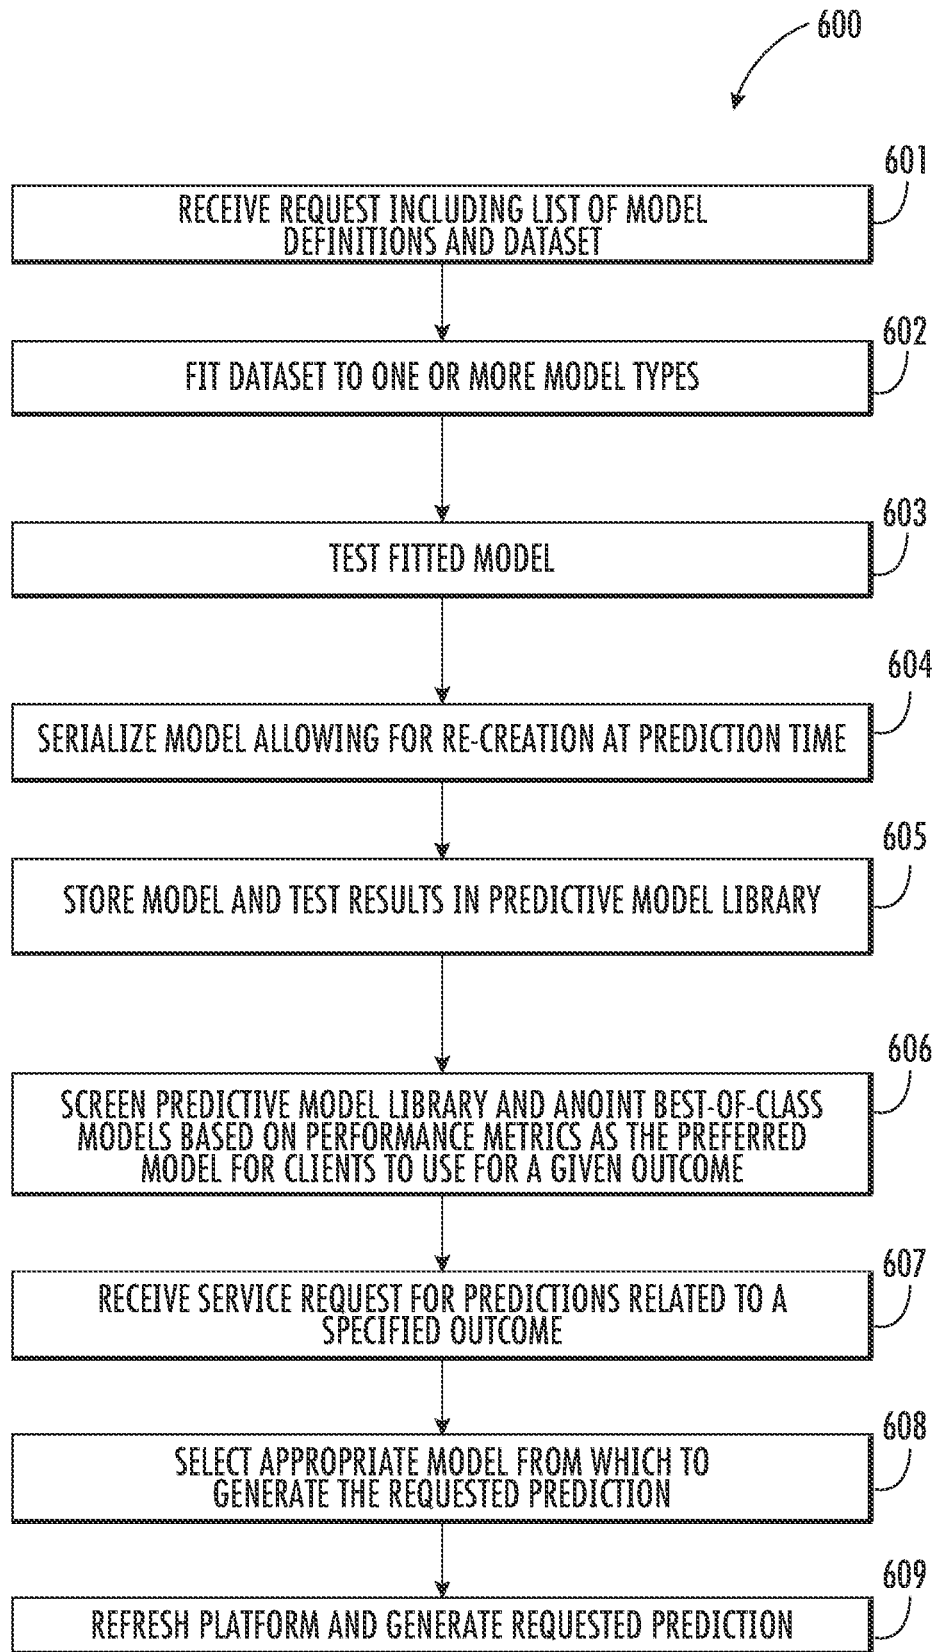 600
601
RECEIVE REQUEST INCLUDING LIST OF MODEL
DEFINITIONS AND DATASET
602
FIT DATASET TO ONE OR MORE MODEL TYPES
603
TEST FITTED MODEL
604
SERIALIZE MODEL ALLOWING FOR RE-CREATION AT PREDICTION TIME
605
STORE MODEL AND TEST RESULTS IN PREDICTIVE MODEL LIBRARY
606
SCREEN PREDICTIVE MODEL LIBRARY AND ANOINT BEST-OF-CLASS
MODELS BASED ON PERFORMANCE METRICS AS THE PREFERRED
MODEL FOR CLIENTS TO USE FOR A GIVEN OUTCOME
607
RECEIVE SERVICE REQUEST FOR PREDICTIONS RELATED TO A
SPECIFIED OUTCOME
608
SELECT APPROPRIATE MODEL FROM WHICH TO
GENERATE THE REQUESTED PREDICTION
609
REFRESH PLATFORM AND GENERATE REQUESTED PREDICTION